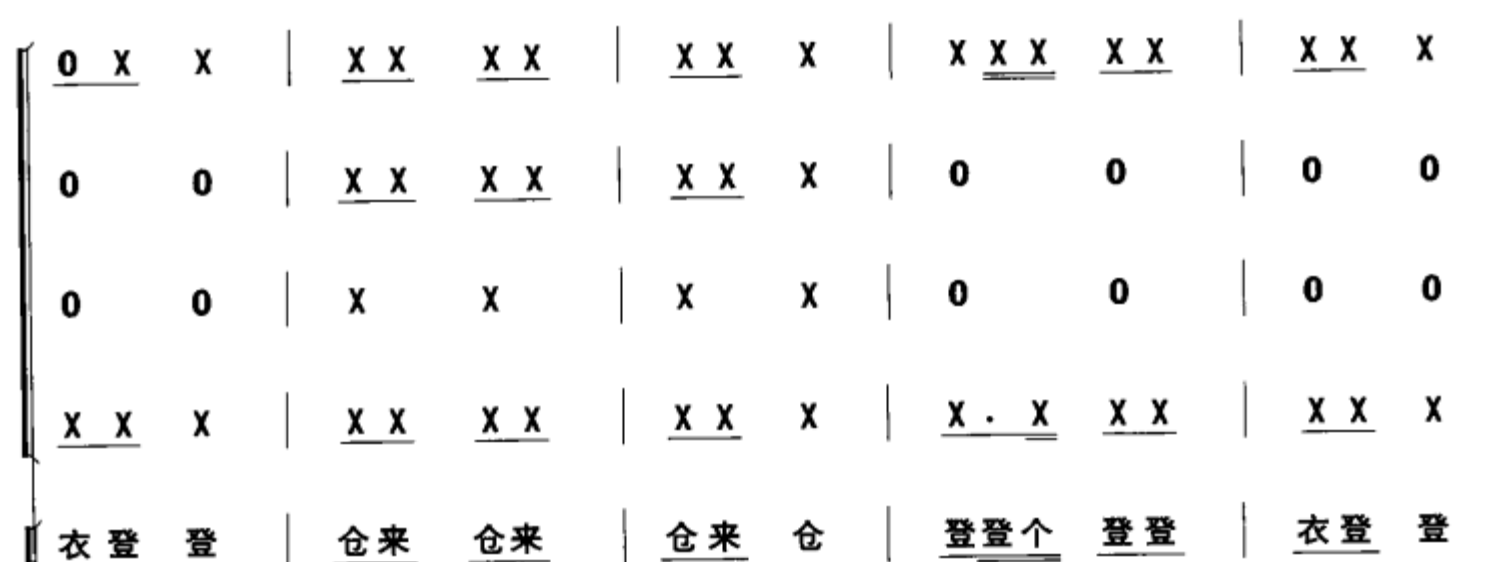 0 X X | X X X X | X X X | X X X X X | X X X
0 0 | X X X X | X X X | 0 0 | 0 0
0 0 | X X | X X | 0 0 | 0 0
X X X | X X X X | X X X | X . X X X | X X X
衣 登 登 | 仓 来 仓 来 | 仓 来 仓 | 登 登 个 登 登 | 衣 登 登